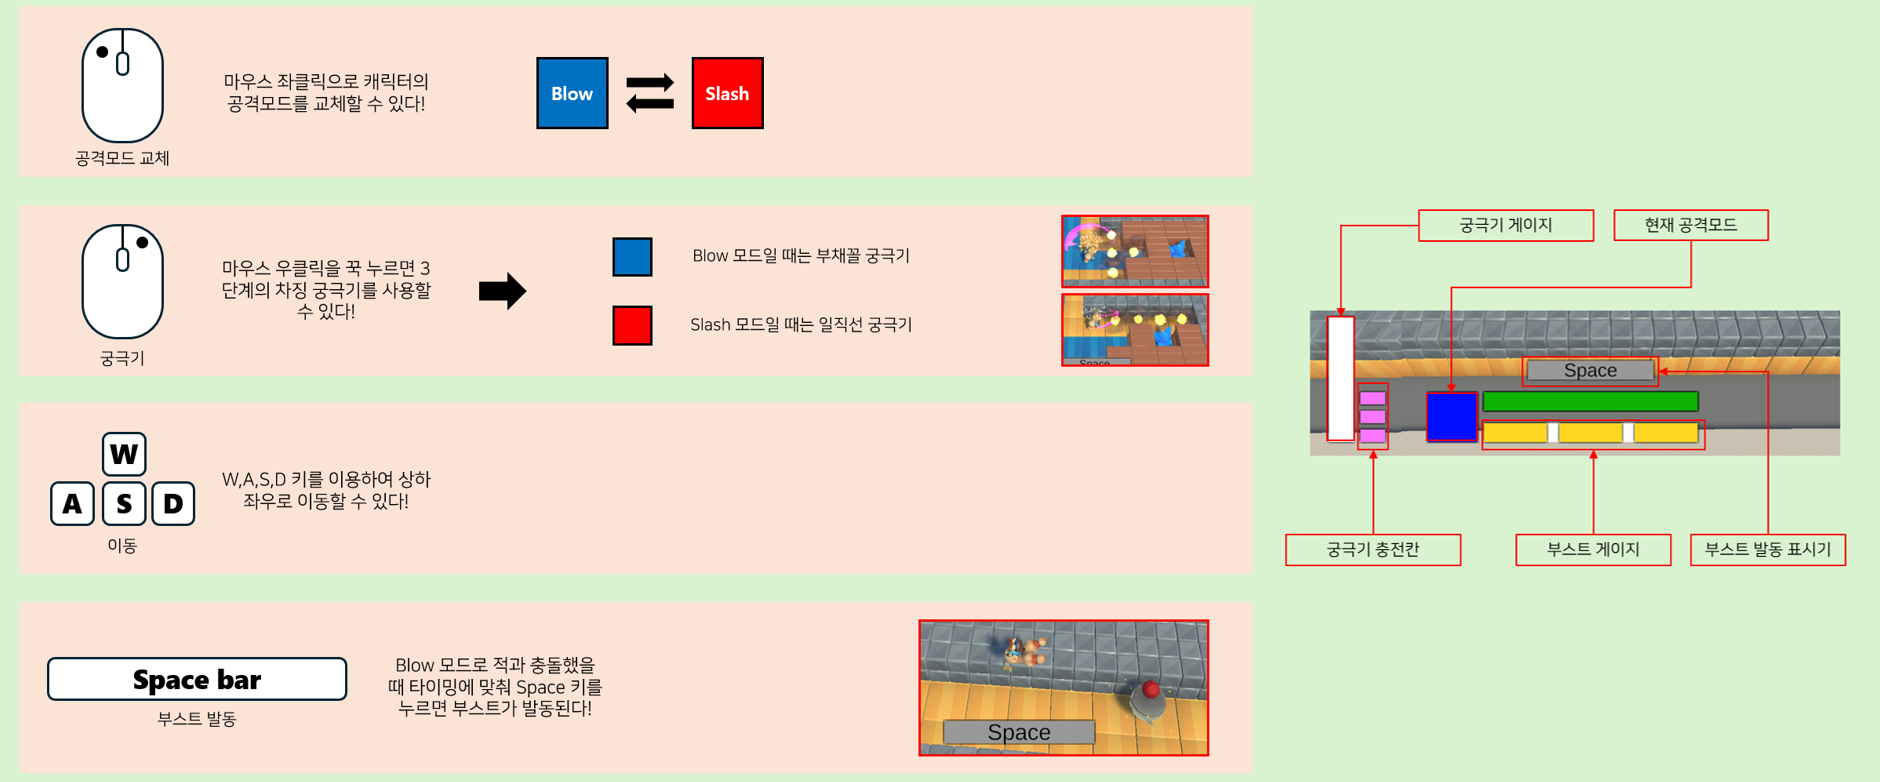 마우스 좌클릭으로 캐릭터의
공격모드를 교체할 수 있다!
공격모드 교체
Blow
Slash
마우스 우클릭을 꾹 누르면 3
단계의 차징 궁극기를 사용할
수 있다!
궁극기
Blow 모드일 때는 부채꼴 궁극기
Slash 모드일 때는 일직선 궁극기
Space
W
A
S
D
이동
W,A,S,D 키를 이용하여 상하
좌우로 이동할 수 있다!
Space bar
부스트 발동
Blow 모드로 적과 충돌했을
때 타이밍에 맞춰 Space 키를
누르면 부스트가 발동된다!
Space
궁극기 게이지
현재 공격모드
Space
궁극기 충전칸
부스트 게이지
부스트 발동 표시기